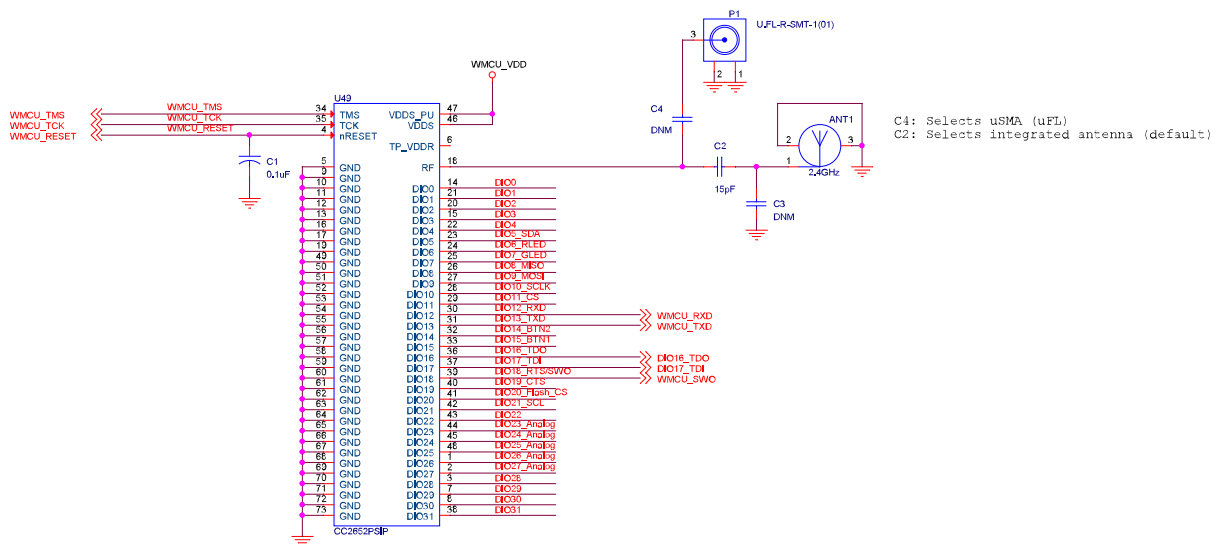 P1
U.FL-R-SMT-1(01)
3
2
1
WMCU_VDD
C4
DNM
ANT1
2
3
1
2.4GHz
C4: Selects uSMA (uFL)
C2: Selects integrated antenna (default)
C2
15pF
C3
DNM
U49
WMCU_TMS WMCU_TMS 34 TMS VDDS_PU 47
WMCU_TCK WMCU_TCK 35 TCK VDDS 46
WMCU_RESET WMCU_RESET 4 nRESET
TP_VDDR 6
C1
0.1uF
5 GND RF 18
9 GND
10 GND DIO0 14 DIO0
11 GND DIO1 21 DIO1
12 GND DIO2 20 DIO2
13 GND DIO3 15 DIO3
16 GND DIO4 22 DIO4
17 GND DIO5 23 DIO5_SDA
19 GND DIO6 24 DIO6_RLED
49 GND DIO7 25 DIO7_GLED
50 GND DIO8 26 DIO8_MISO
51 GND DIO9 27 DIO9_MOSI
52 GND DIO10 28 DIO10_SCLK
53 GND DIO11 29 DIO11_CS
54 GND DIO12 30 DIO12_RXD WMCU_RXD
55 GND DIO13 31 DIO13_TXD WMCU_TXD
56 GND DIO14 32 DIO14_BTN2
57 GND DIO15 33 DIO15_BTN1
58 GND DIO16 36 DIO16_TDO DIO16_TDO
59 GND DIO17 37 DIO17_TDI DIO17_TDI
60 GND DIO18 39 DIO18_RTS/SWO WMCU_SWO
61 GND DIO19 40 DIO19_CTS
62 GND DIO20 41 DIO20_Flash_CS
63 GND DIO21 42 DIO21_SCL
64 GND DIO22 43 DIO22
65 GND DIO23 44 DIO23_Analog
66 GND DIO24 45 DIO24_Analog
67 GND DIO25 48 DIO25_Analog
68 GND DIO26 1 DIO26_Analog
69 GND DIO27 2 DIO27_Analog
70 GND DIO28 3 DIO28
71 GND DIO29 7 DIO29
72 GND DIO30 8 DIO30
73 GND DIO31 38 DIO31
CC2652PSIP